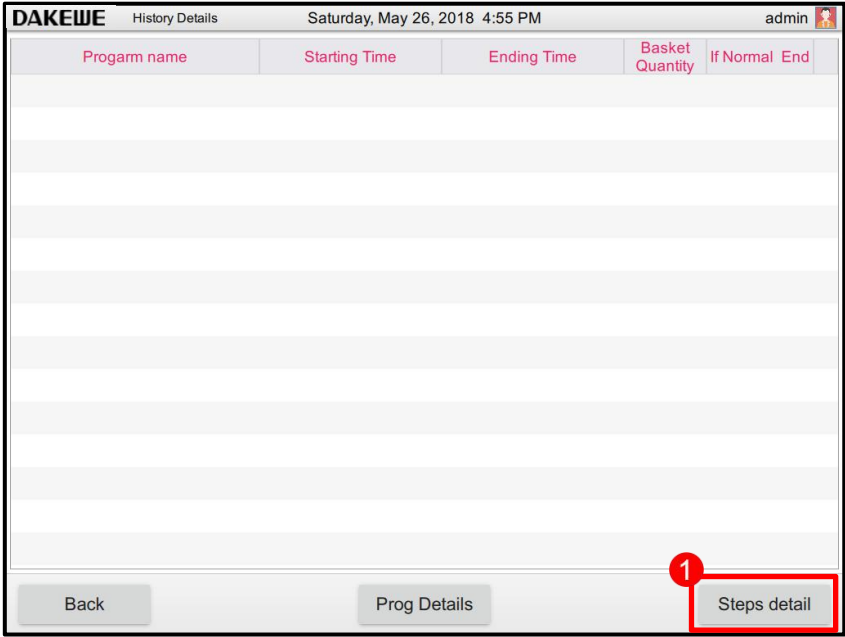 DAKEWE History Details Saturday, May 26, 2018 4:55 PM admin
Progarm name Starting Time Ending Time Basket Quantity If Normal End
1
Back Prog Details Steps detail